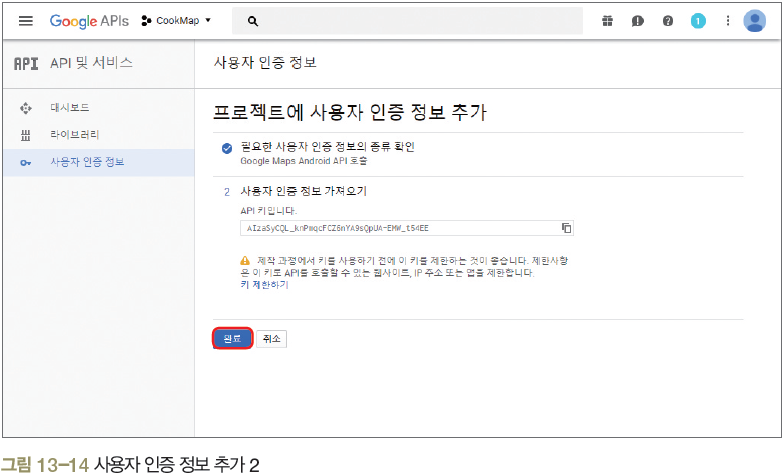 Google APIs CookMap 1
API API 및 서비스 사용자 인증 정보
대시보드
라이브러리
사용자 인증 정보
프로젝트에 사용자 인증 정보 추가
필요한 사용자 인증 정보의 종류 확인
Google Maps Android API 호출
2 사용자 인증 정보 가져오기
API 키입니다.
제작 과정에서 키를 사용하기 전에 이 키를 제한하는 것이 좋습니다. 제한사항
은 이 키로 API를 호출할 수 있는 웹사이트, IP 주소 또는 앱을 제한합니다.
키 제한하기
완료 취소
그림 13-14 사용자 인증 정보 추가 2